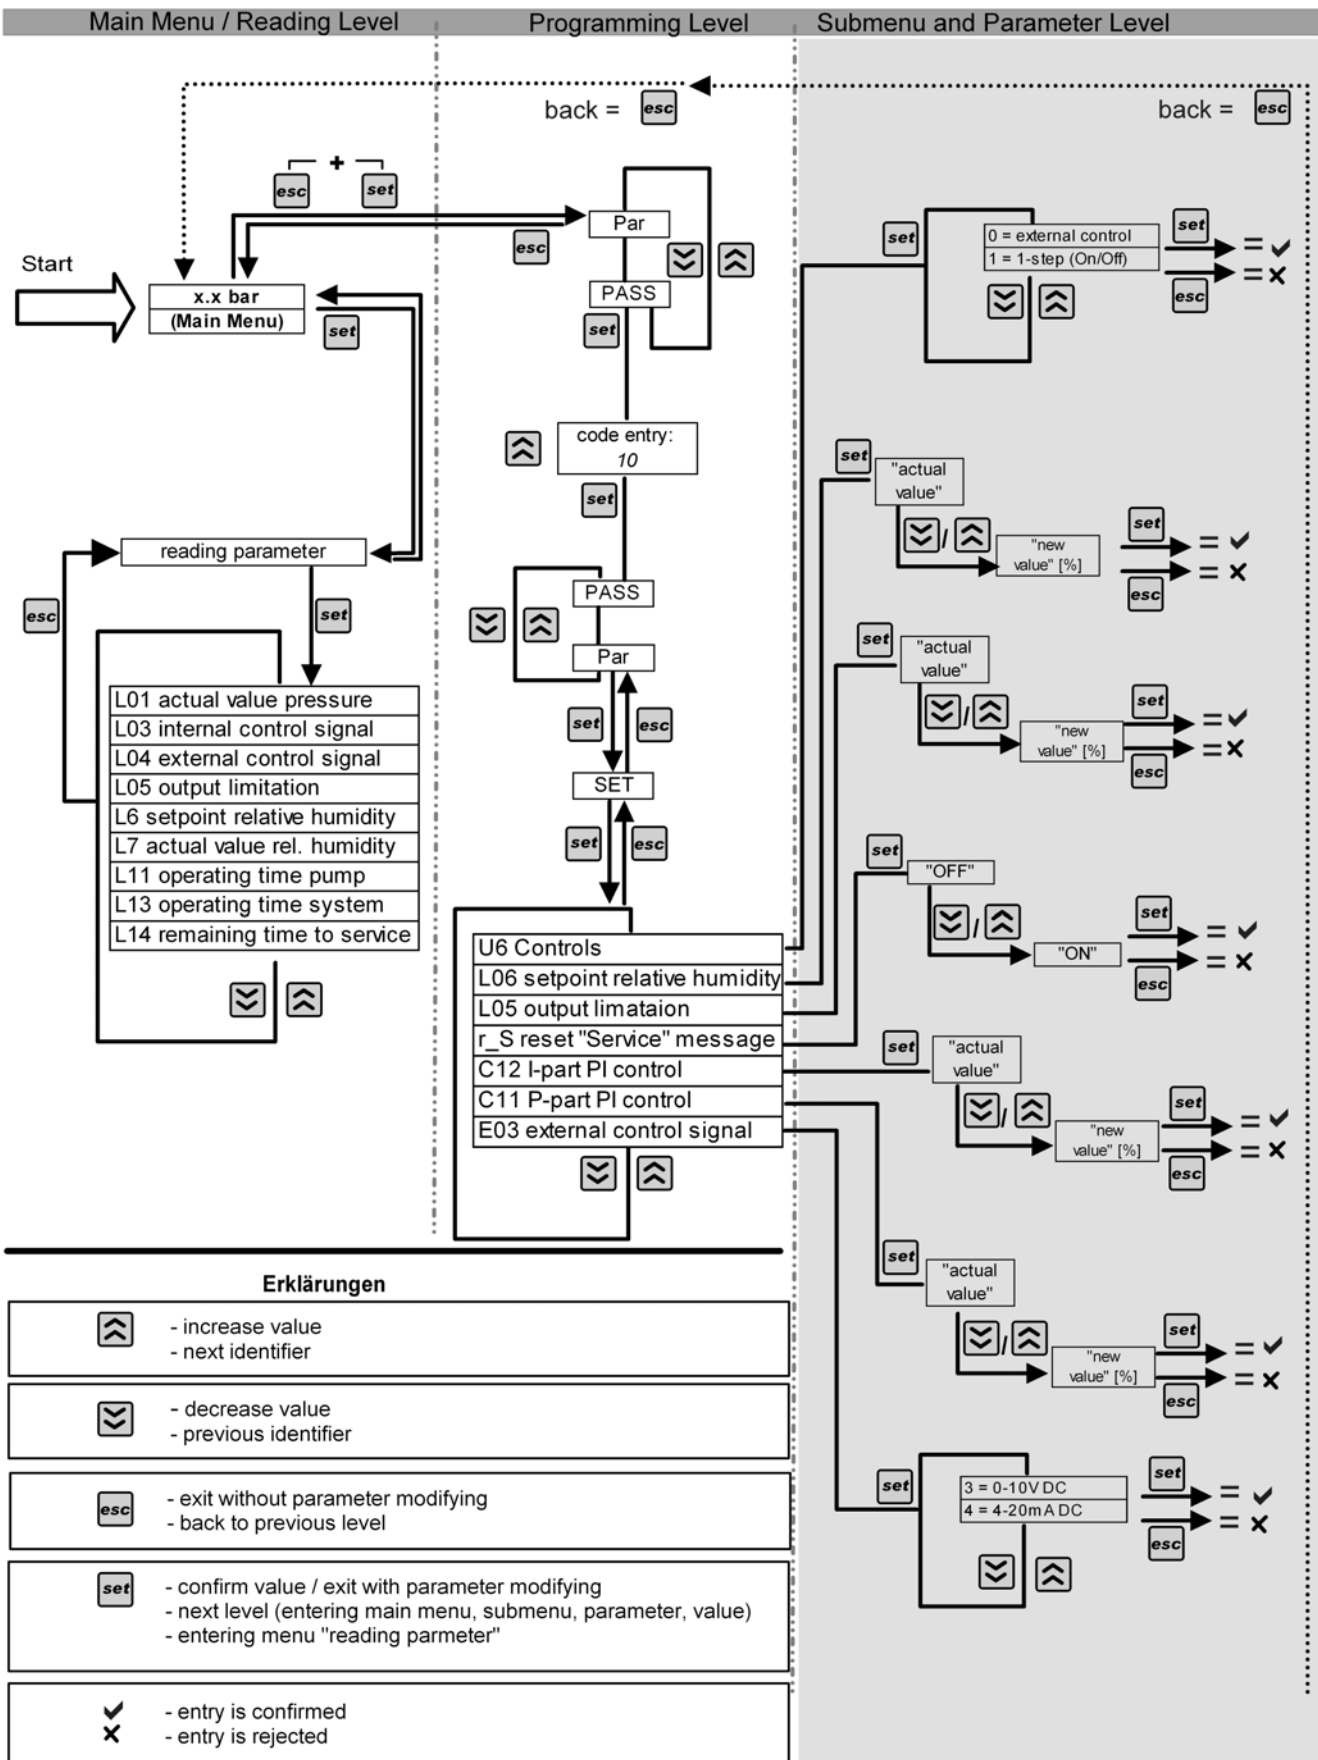 Main Menu / Reading Level
Programming Level
Submenu and Parameter Level
back = esc
back = esc
+
esc
set
Start
x.x bar
(Main Menu)
set
esc
Par
PASS
set
code entry:
10
set
PASS
Par
set
esc
SET
set
esc
reading parameter
esc
set
L01 actual value pressure
L03 internal control signal
L04 external control signal
L05 output limitation
L6 setpoint relative humidity
L7 actual value rel. humidity
L11 operating time pump
L13 operating time system
L14 remaining time to service
U6 Controls
L06 setpoint relative humidity
L05 output limataion
r_S reset "Service" message
C12 I-part PI control
C11 P-part PI control
E03 external control signal
set
0 = external control
1 = 1-step (On/Off)
set
=
=
esc
set
"actual
value"
/
"new
value" [%]
set
=
=
esc
set
"actual
value"
/
"new
value" [%]
set
=
=
esc
set
"OFF"
/
"ON"
set
=
=
esc
set
"actual
value"
/
"new
value" [%]
set
=
=
esc
set
"actual
value"
/
"new
value" [%]
set
=
=
esc
set
3 = 0-10V DC
4 = 4-20mA DC
set
=
=
esc
Erklärungen
- increase value
- next identifier
- decrease value
- previous identifier
esc
- exit without parameter modifying
- back to previous level
set
- confirm value / exit with parameter modifying
- next level (entering main menu, submenu, parameter, value)
- entering menu "reading parmeter"
- entry is confirmed
- entry is rejected